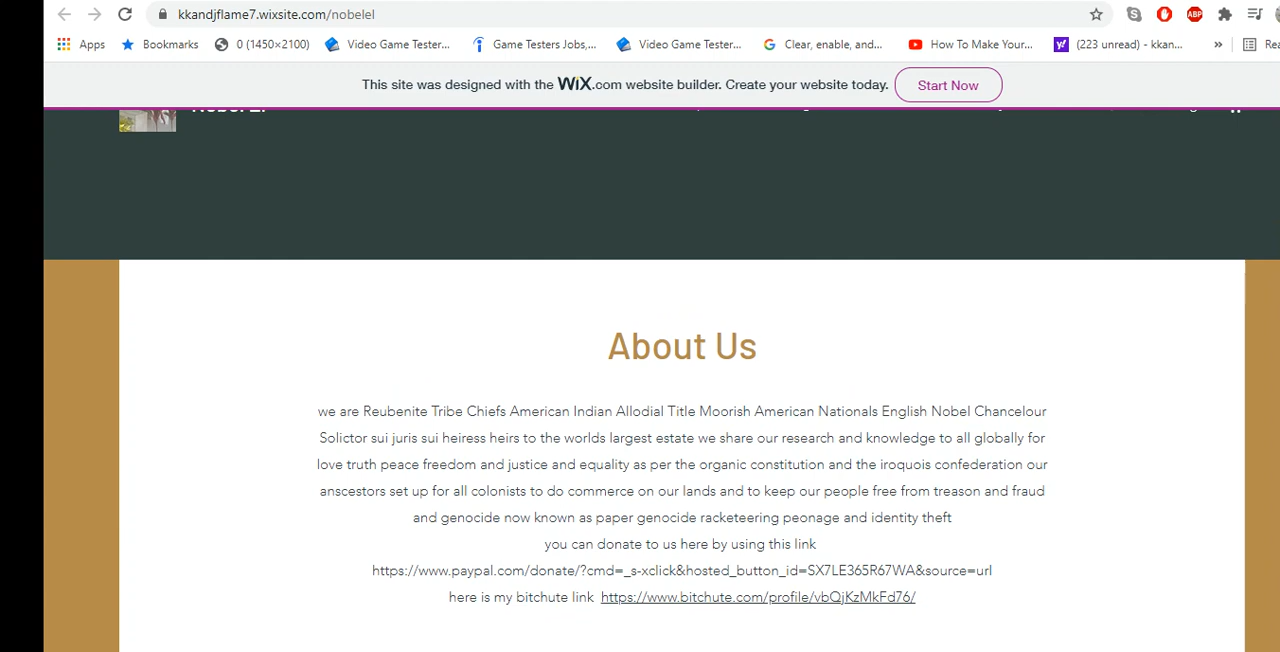 kkandjflame7.wixsite.com/nobelel
Apps Bookmarks 0 (1450×2100) Video Game Tester... Game Testers Jobs,... Video Game Tester... Clear, enable, and... How To Make Your... (223 unread) - kkan... » Rea
This site was designed with the WiX.com website builder. Create your website today. Start Now
About Us
we are Reubenite Tribe Chiefs American Indian Allodial Title Moorish American Nationals English Nobel Chancelour
Solictor sui juris sui heiress heirs to the worlds largest estate we share our research and knowledge to all globally for
love truth peace freedom and justice and equality as per the organic constitution and the iroquois confederation our
anscestors set up for all colonists to do commerce on our lands and to keep our people free from treason and fraud
and genocide now known as paper genocide racketeering peonage and identity theft
you can donate to us here by using this link
https://www.paypal.com/donate/?cmd=_s-xclick&hosted_button_id=SX7LE365R67WA&source=url
here is my bitchute link https://www.bitchute.com/profile/vbQjKzMkFd76/